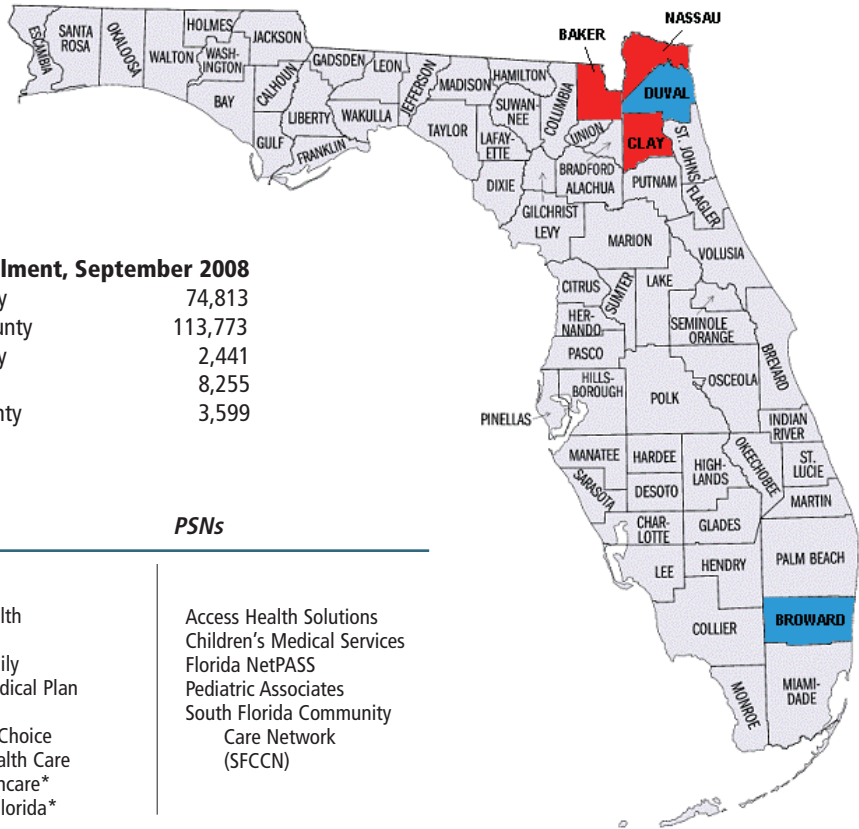 NASSAU
BAKER
HOLMES
JACKSON
ESCAMBIA
SANTA
ROSA
OKALOOSA
WALTON
WASH-
INGTON
GADSDEN
LEON
JEFFERSON
MADISON
HAMILTON
COLUMBIA
DUVAL
BAY
CALHOUN
LIBERTY
WAKULLA
TAYLOR
SUWAN-
NEE
LAFAY-
ETTE
UNION
CLAY
ST. JOHNS
GULF
FRANKLIN
DIXIE
BRADFORD
ALACHUA
PUTNAM
FLAGLER
GILCHRIST
LEVY
MARION
VOLUSIA
CITRUS
SUMTER
LAKE
HER-
NANDO
SEMINOLE
ORANGE
PASCO
BREVARD
HILLS-
BOROUGH
POLK
OSCEOLA
PINELLAS
INDIAN
RIVER
MANATEE
HARDEE
HIGH-
LANDS
OKEECHOBEE
ST.
LUCIE
SARASOTA
DESOTO
MARTIN
CHAR-
LOTTE
GLADES
LEE
HENDRY
PALM BEACH
COLLIER
BROWARD
MONROE
MIAMI-
DADE
lment, September 2008
y 74,813
unty 113,773
y 2,441
8,255
nty 3,599
PSNs
lth
ily
dical Plan
Choice
alth Care
ncare*
lorida*
Access Health Solutions
Children's Medical Services
Florida NetPASS
Pediatric Associates
South Florida Community
Care Network
(SFCCN)